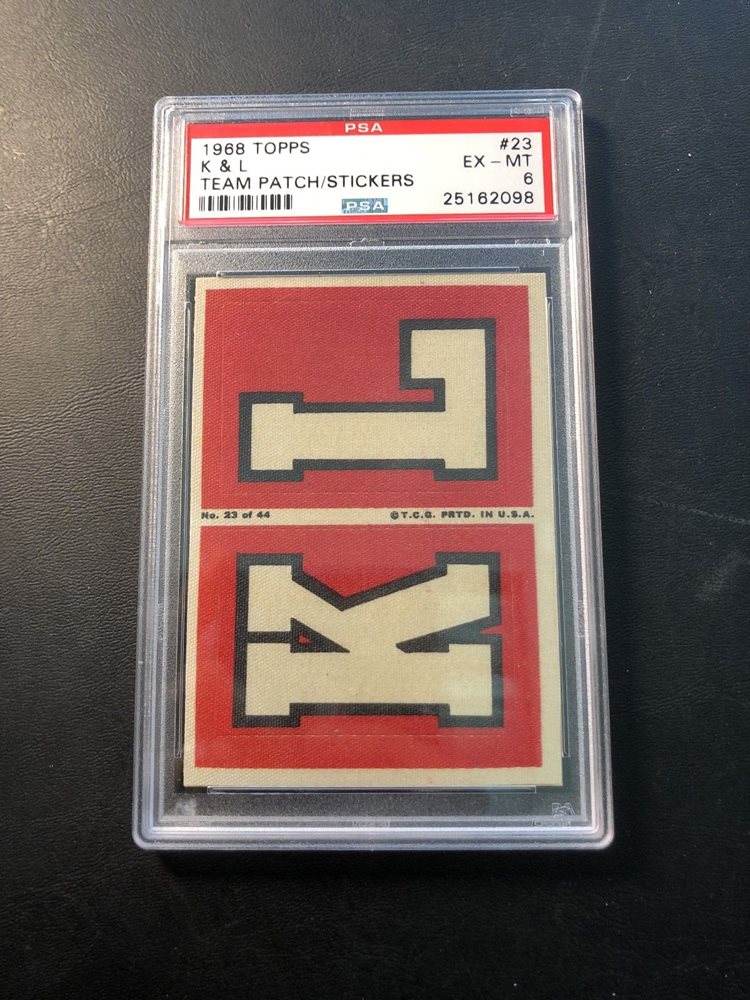 PSA
1968 TOPPS #23
K & L EX - MT
TEAM PATCH/STICKERS 6
PSA 25162098
L
No. 23 of 44 ©T.C.G. PRTD. IN U.S.A.
K